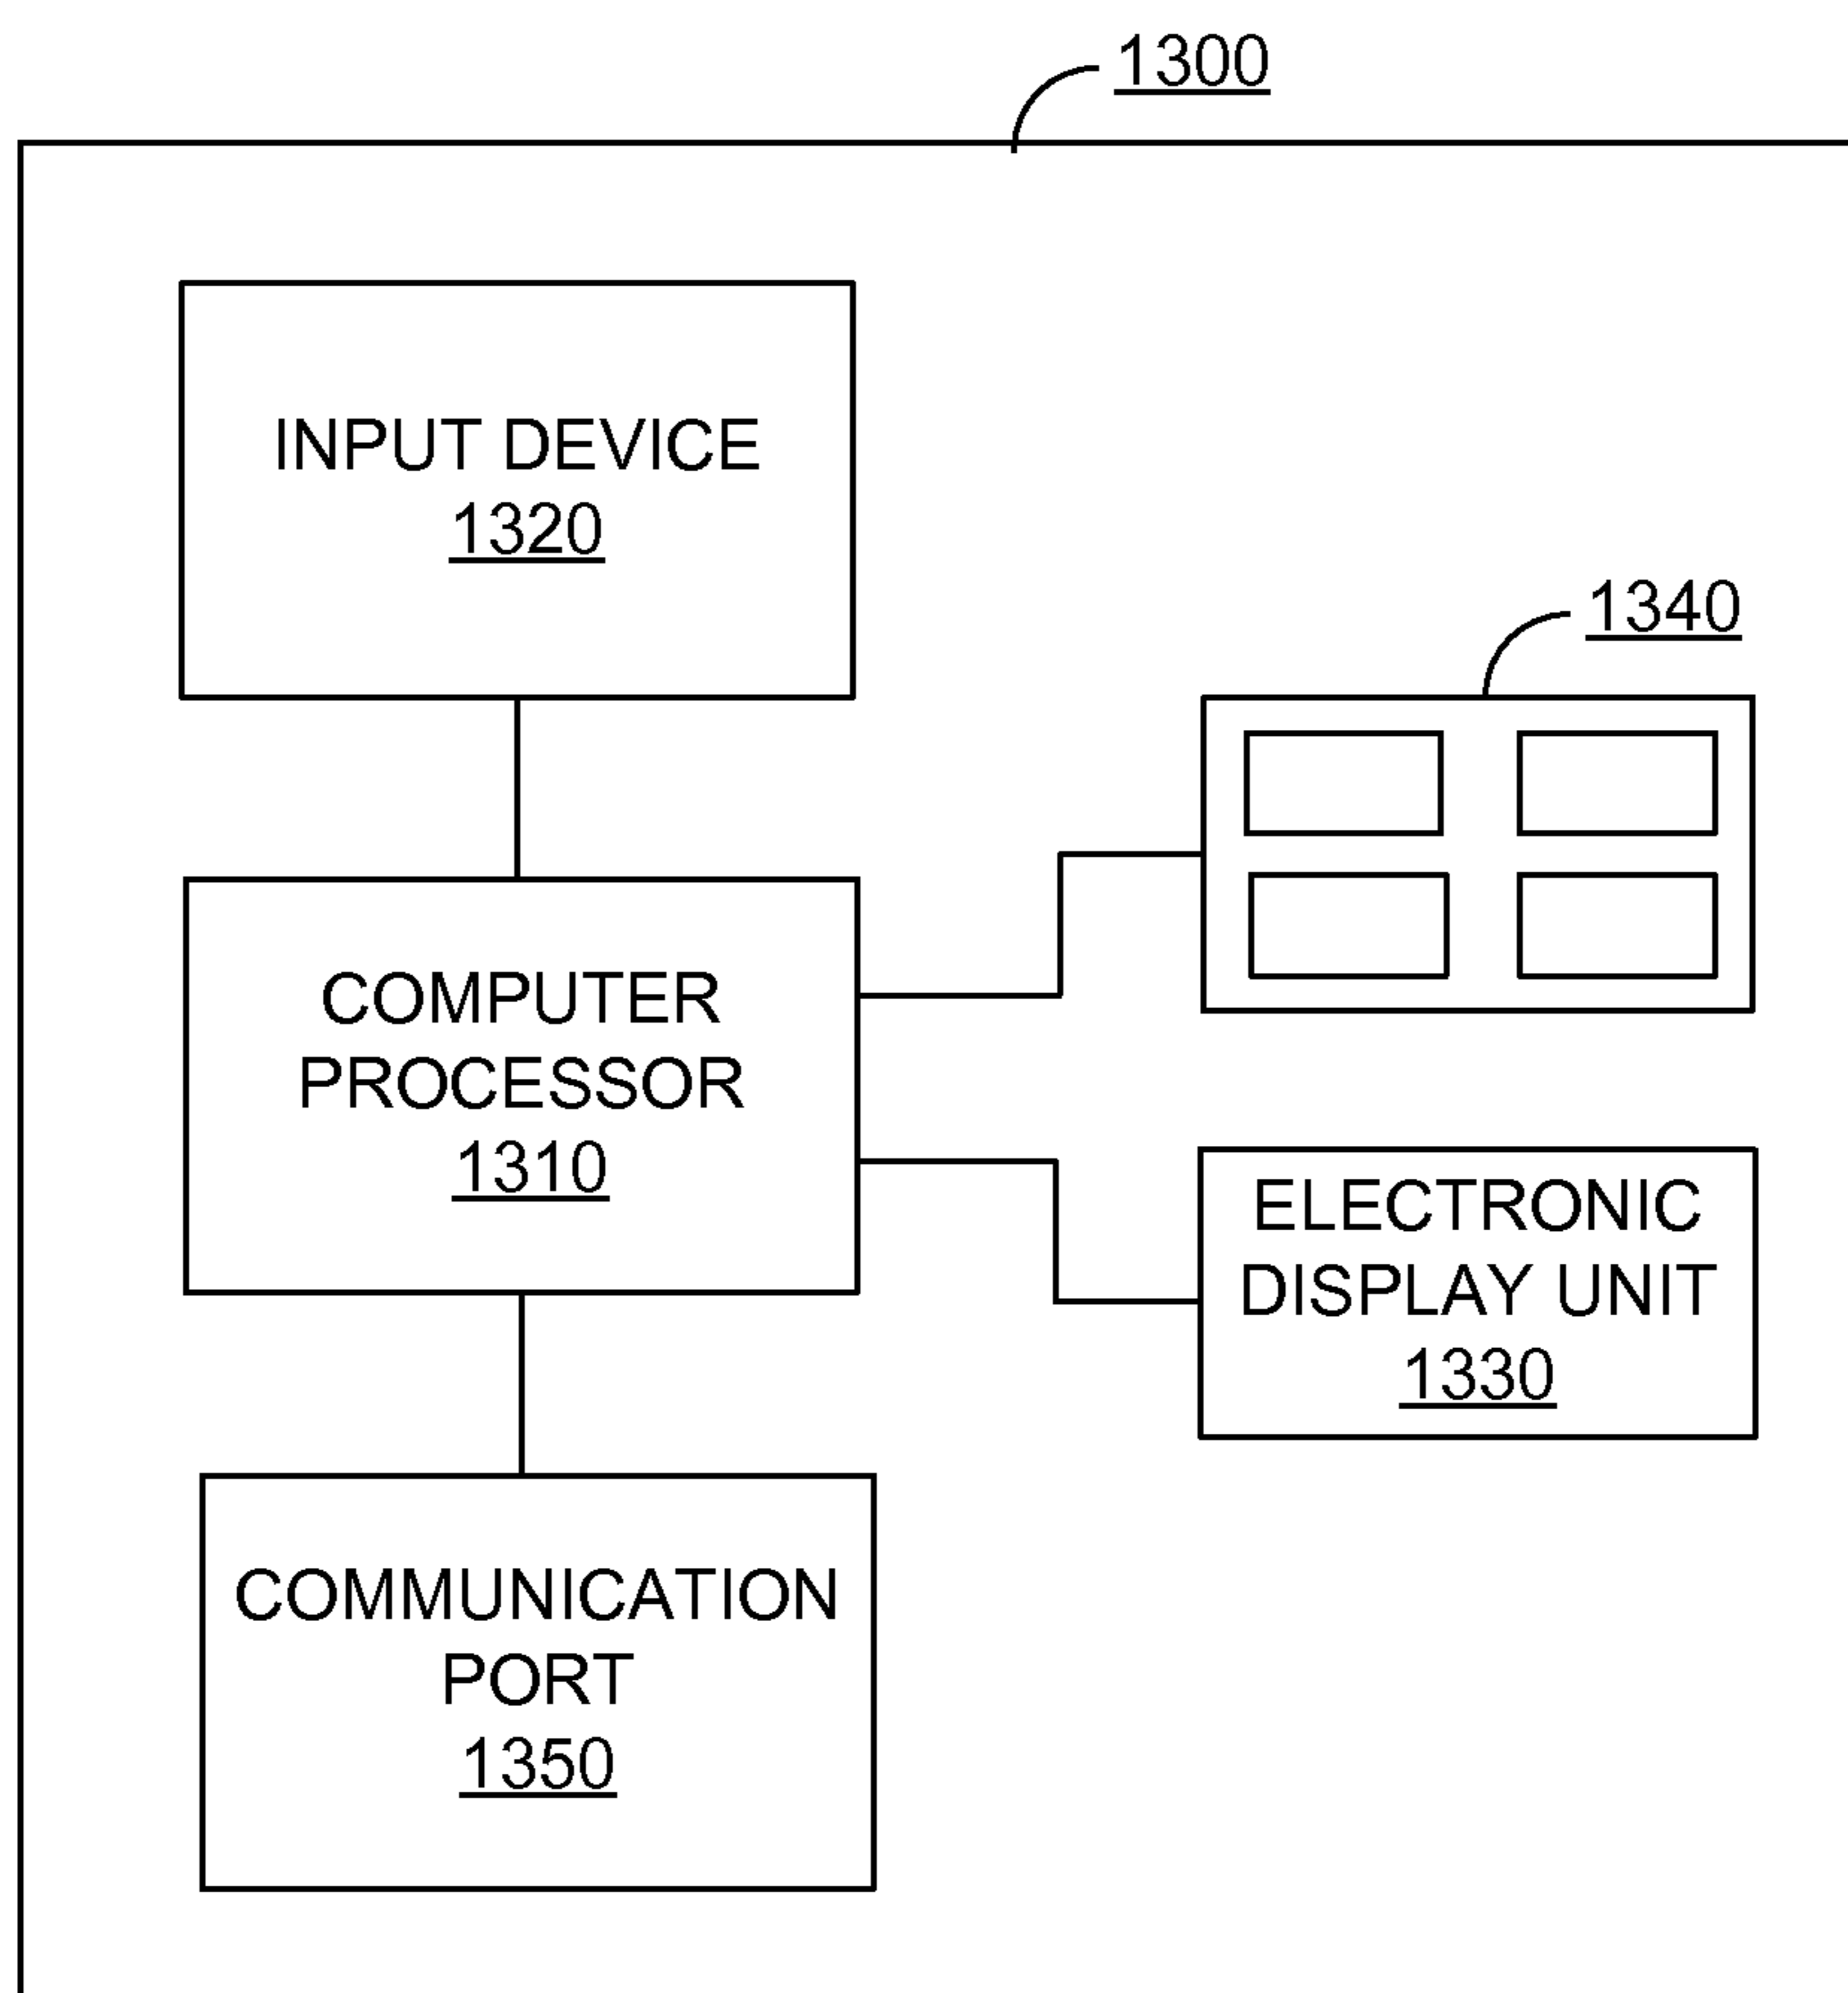 1300
INPUT DEVICE
1320
1340
COMPUTER
PROCESSOR
1310
ELECTRONIC
DISPLAY UNIT
1330
COMMUNICATION
PORT
1350